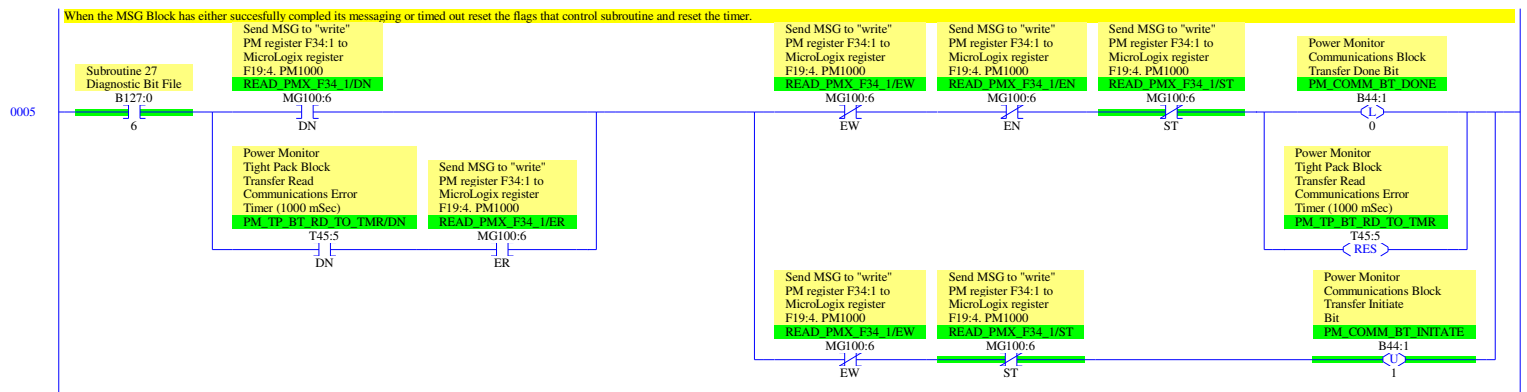 When the MSG Block has either succesfully compled its messaging or timed out reset the flags that control subroutine and reset the timer.
0005
Subroutine 27
Diagnostic Bit File
B127:0
6
Send MSG to "write"
PM register F34:1 to
MicroLogix register
F19:4. PM1000
READ_PMX_F34_1/DN
MG100:6
DN
Send MSG to "write"
PM register F34:1 to
MicroLogix register
F19:4. PM1000
READ_PMX_F34_1/EW
MG100:6
EW
Send MSG to "write"
PM register F34:1 to
MicroLogix register
F19:4. PM1000
READ_PMX_F34_1/EN
MG100:6
EN
Send MSG to "write"
PM register F34:1 to
MicroLogix register
F19:4. PM1000
READ_PMX_F34_1/ST
MG100:6
ST
Power Monitor
Communications Block
Transfer Done Bit
PM_COMM_BT_DONE
B44:1
L
0
Power Monitor
Tight Pack Block
Transfer Read
Communications Error
Timer (1000 mSec)
PM_TP_BT_RD_TO_TMR/DN
T45:5
DN
Send MSG to "write"
PM register F34:1 to
MicroLogix register
F19:4. PM1000
READ_PMX_F34_1/ER
MG100:6
ER
Power Monitor
Tight Pack Block
Transfer Read
Communications Error
Timer (1000 mSec)
PM_TP_BT_RD_TO_TMR
T45:5
RES
Send MSG to "write"
PM register F34:1 to
MicroLogix register
F19:4. PM1000
READ_PMX_F34_1/EW
MG100:6
EW
Send MSG to "write"
PM register F34:1 to
MicroLogix register
F19:4. PM1000
READ_PMX_F34_1/ST
MG100:6
ST
Power Monitor
Communications Block
Transfer Initiate
Bit
PM_COMM_BT_INITATE
B44:1
U
1